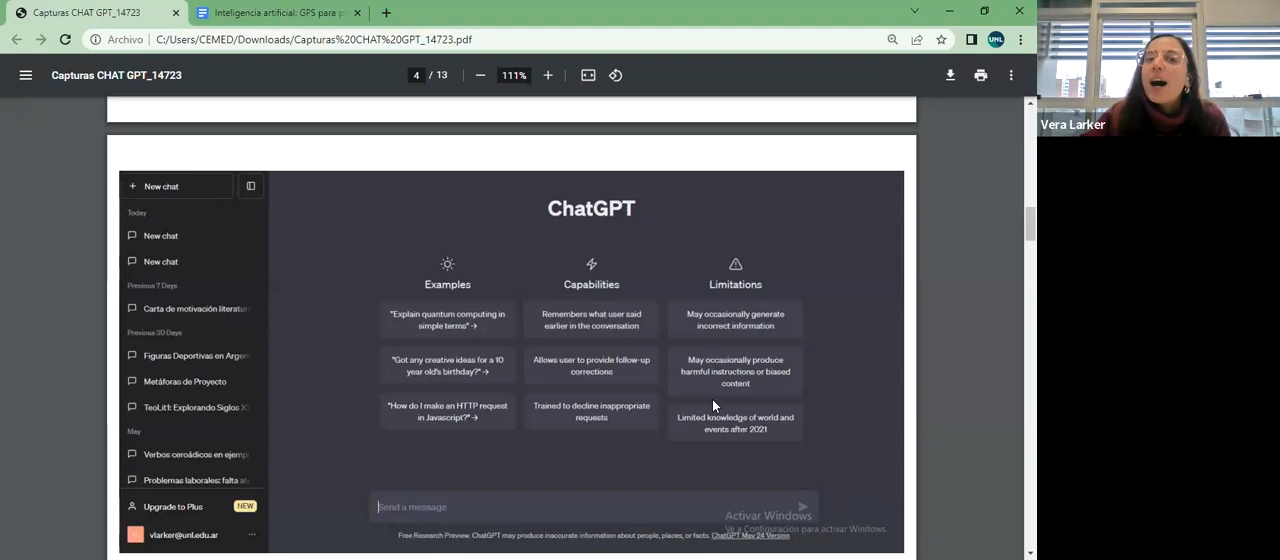 Capturas CHAT GPT_14723
Inteligencia artificial: GPS para p
Archivo
C:/Users/CEMED/Downloads/Capturas%20CHAT%20GPT_14723.pdf
UNL
Capturas CHAT GPT_14723
4 / 13
111%
Vera Larker
+ New chat
Today
New chat
New chat
Previous 7 Days
Carta de motivación literatur
Previous 30 Days
Figuras Deportivas en Argen
Metáforas de Proyecto
TeoLit1: Explorando Siglos X
May
Verbos ceroádicos en ejemp
Problemas laborales: falta at
Upgrade to Plus
NEW
vlarker@unl.edu.ar
ChatGPT
Examples
"Explain quantum computing in
simple terms" →
"Got any creative ideas for a 10
year old's birthday?" →
"How do I make an HTTP request
in Javascript?" →
Capabilities
Remembers what user said
earlier in the conversation
Allows user to provide follow-up
corrections
Trained to decline inappropriate
requests
Limitations
May occasionally generate
incorrect information
May occasionally produce
harmful instructions or biased
content
Limited knowledge of world and
events after 2021
Send a message
Activar Windows
Ve a Configuración para activar Windows.
Free Research Preview. ChatGPT may produce inaccurate information about people, places, or facts. ChatGPT May 24 Version